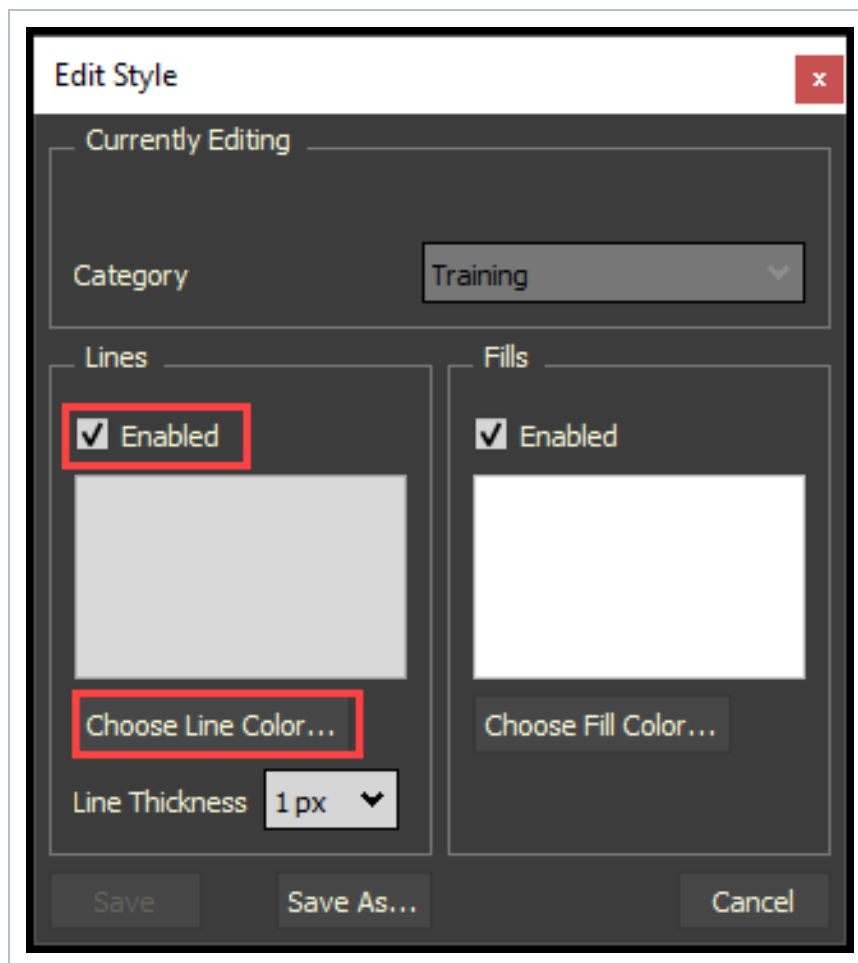 Edit Style
x
Currently Editing
Category
Training
Lines
Enabled
Choose Line Color...
Line Thickness
1 px
Fills
Enabled
Choose Fill Color...
Save
Save As...
Cancel